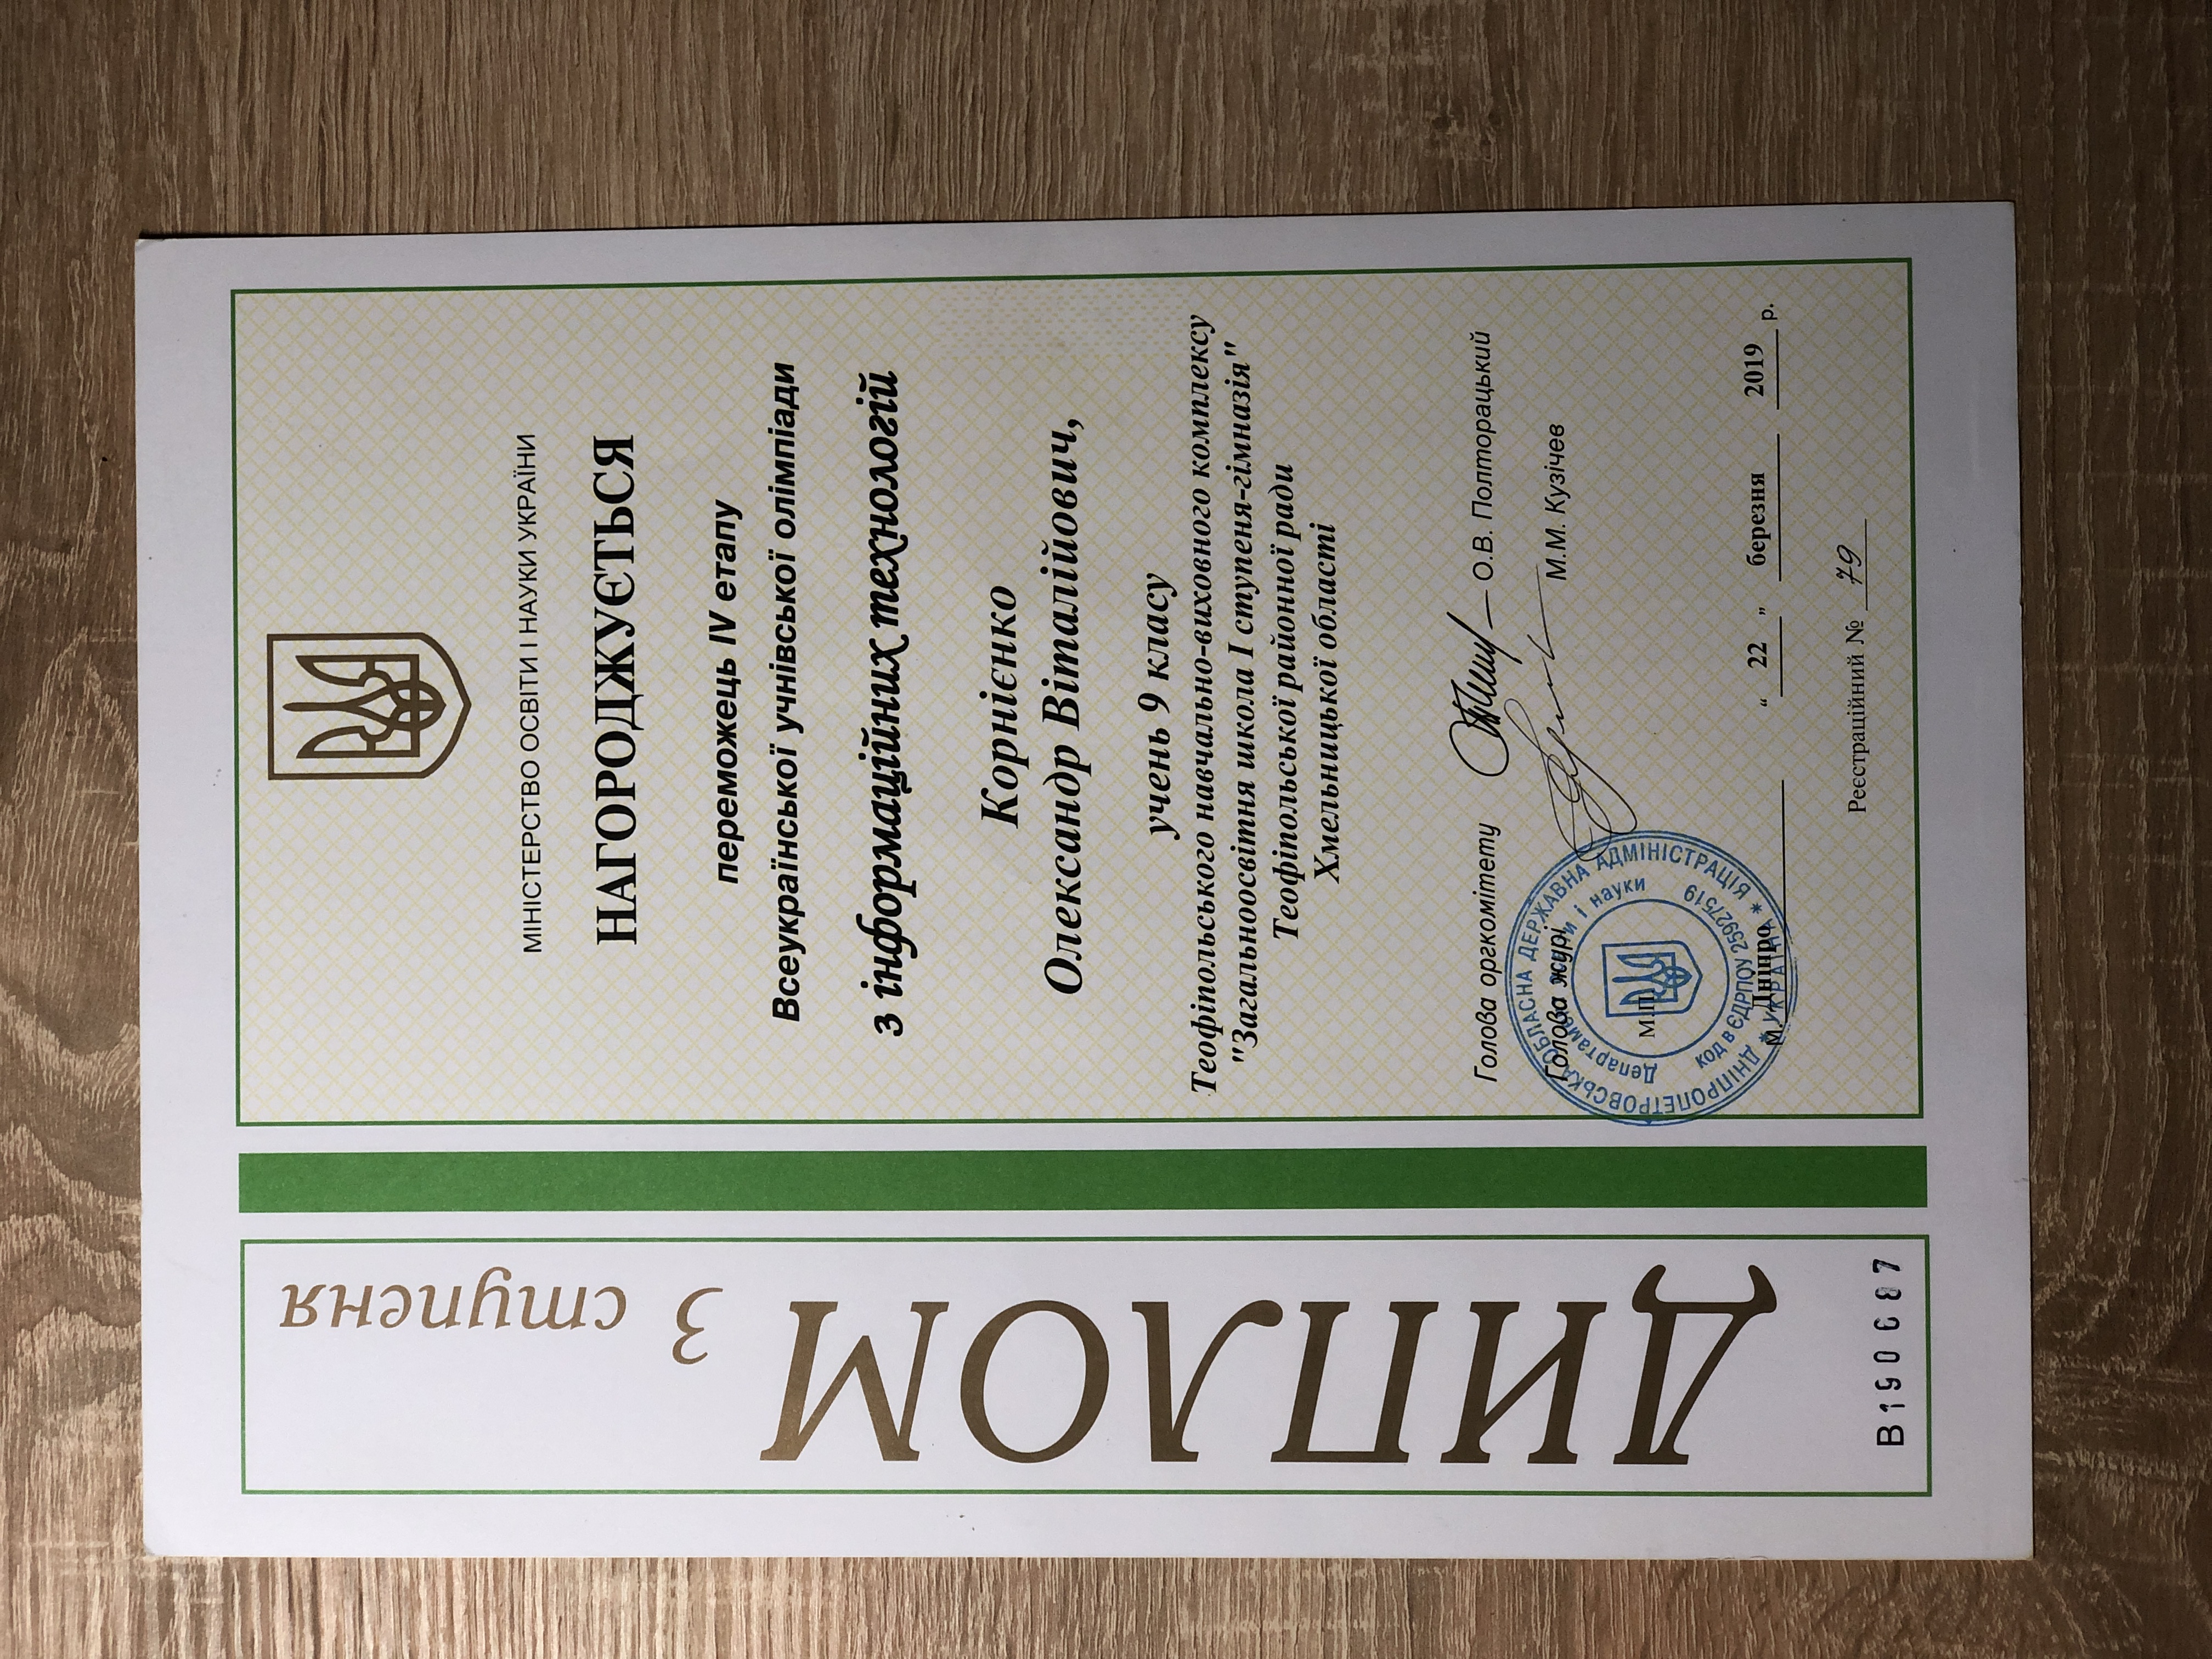 ДИПЛОМ 3 ступеня
В190687
МІНІСТЕРСТВО ОСВІТИ І НАУКИ УКРАЇНИ
НАГОРОДЖУЄТЬСЯ
переможець IV етапу
Всеукраїнської учнівської олімпіади
з інформаційних технологій
Корнієнко
Олександр Віталійович,
учень 9 класу
Теофіпольського навчально-виховного комплексу
"Загальноосвітня школа І ступеня-гімназія"
Теофіпольської районної ради
Хмельницької області
Голова оргкомітету О.В. Полторацький
Голова журі М.М. Кузічев
ДНІПРОПЕТРОВСЬКА ОБЛАСНА ДЕРЖАВНА АДМІНІСТРАЦІЯ * УКРАЇНА *
Департамент освіти і науки
код в ЄДРПОУ 25927519
М.П.
м. Дніпро “ 22 ” березня 2019 р.
Реєстраційний № 79